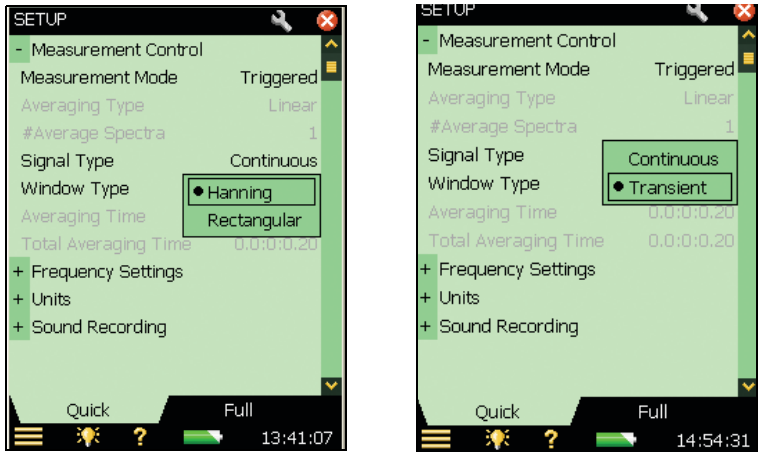 SETUP
- Measurement Control
Measurement Mode Triggered
Averaging Type Linear
#Average Spectra 1
Signal Type Continuous
Window Type Hanning
Rectangular
Averaging Time
Total Averaging Time 0.0:0:0.20
+ Frequency Settings
+ Units
+ Sound Recording
Quick Full
? 13:41:07
SETUP
- Measurement Control
Measurement Mode Triggered
Averaging Type Linear
#Average Spectra 1
Signal Type Continuous
Window Type Transient
Averaging Time 0.0:0:0.20
Total Averaging Time 0.0:0:0.20
+ Frequency Settings
+ Units
+ Sound Recording
Quick Full
? 14:54:31